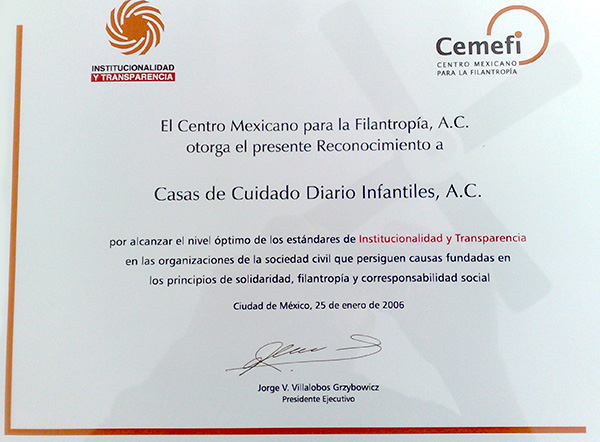 INSTITUCIONALIDAD
Y TRANSPARENCIA
Cemefi
CENTRO MEXICANO
PARA LA FILANTROPÍA
El Centro Mexicano para la Filantropía, A.C.
otorga el presente Reconocimiento a
Casas de Cuidado Diario Infantiles, A.C.
por alcanzar el nivel óptimo de los estándares de Institucionalidad y Transparencia
en las organizaciones de la sociedad civil que persiguen causas fundadas en
los principios de solidaridad, filantropía y corresponsabilidad social
Ciudad de México, 25 de enero de 2006
Jorge V. Villalobos Grzybowicz
Presidente Ejecutivo